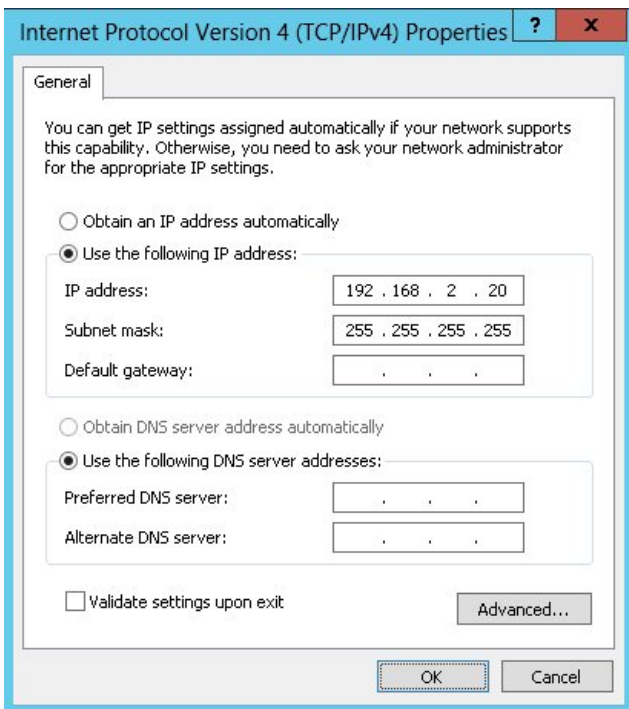 Internet Protocol Version 4 (TCP/IPv4) Properties ? x
General
You can get IP settings assigned automatically if your network supports
this capability. Otherwise, you need to ask your network administrator
for the appropriate IP settings.
Obtain an IP address automatically
Use the following IP address:
IP address: 192 . 168 . 2 . 20
Subnet mask: 255 . 255 . 255 . 255
Default gateway: . . .
Obtain DNS server address automatically
Use the following DNS server addresses:
Preferred DNS server: . . .
Alternate DNS server: . . .
Validate settings upon exit Advanced...
OK Cancel